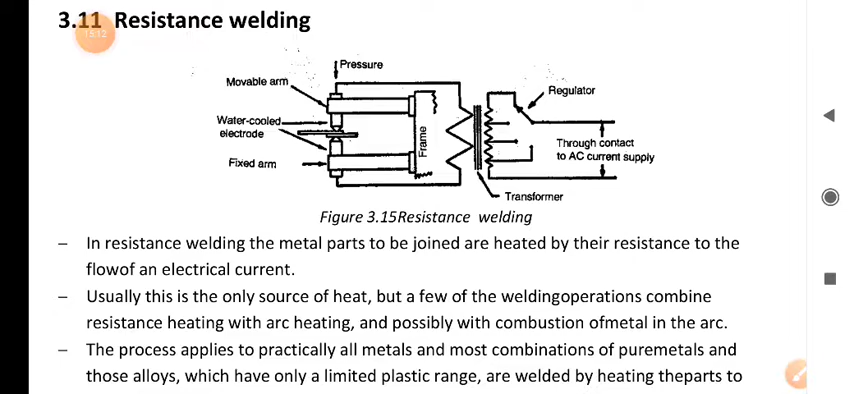 3.11 Resistance welding
15:12
Pressure
Movable arm
Regulator
Water-cooled
electrode
Frame
Through contact
to AC current supply
Fixed arm
Transformer
Figure 3.15Resistance welding
– In resistance welding the metal parts to be joined are heated by their resistance to the
flowof an electrical current.
– Usually this is the only source of heat, but a few of the weldingoperations combine
resistance heating with arc heating, and possibly with combustion ofmetal in the arc.
– The process applies to practically all metals and most combinations of puremetals and
those alloys, which have only a limited plastic range, are welded by heating theparts to